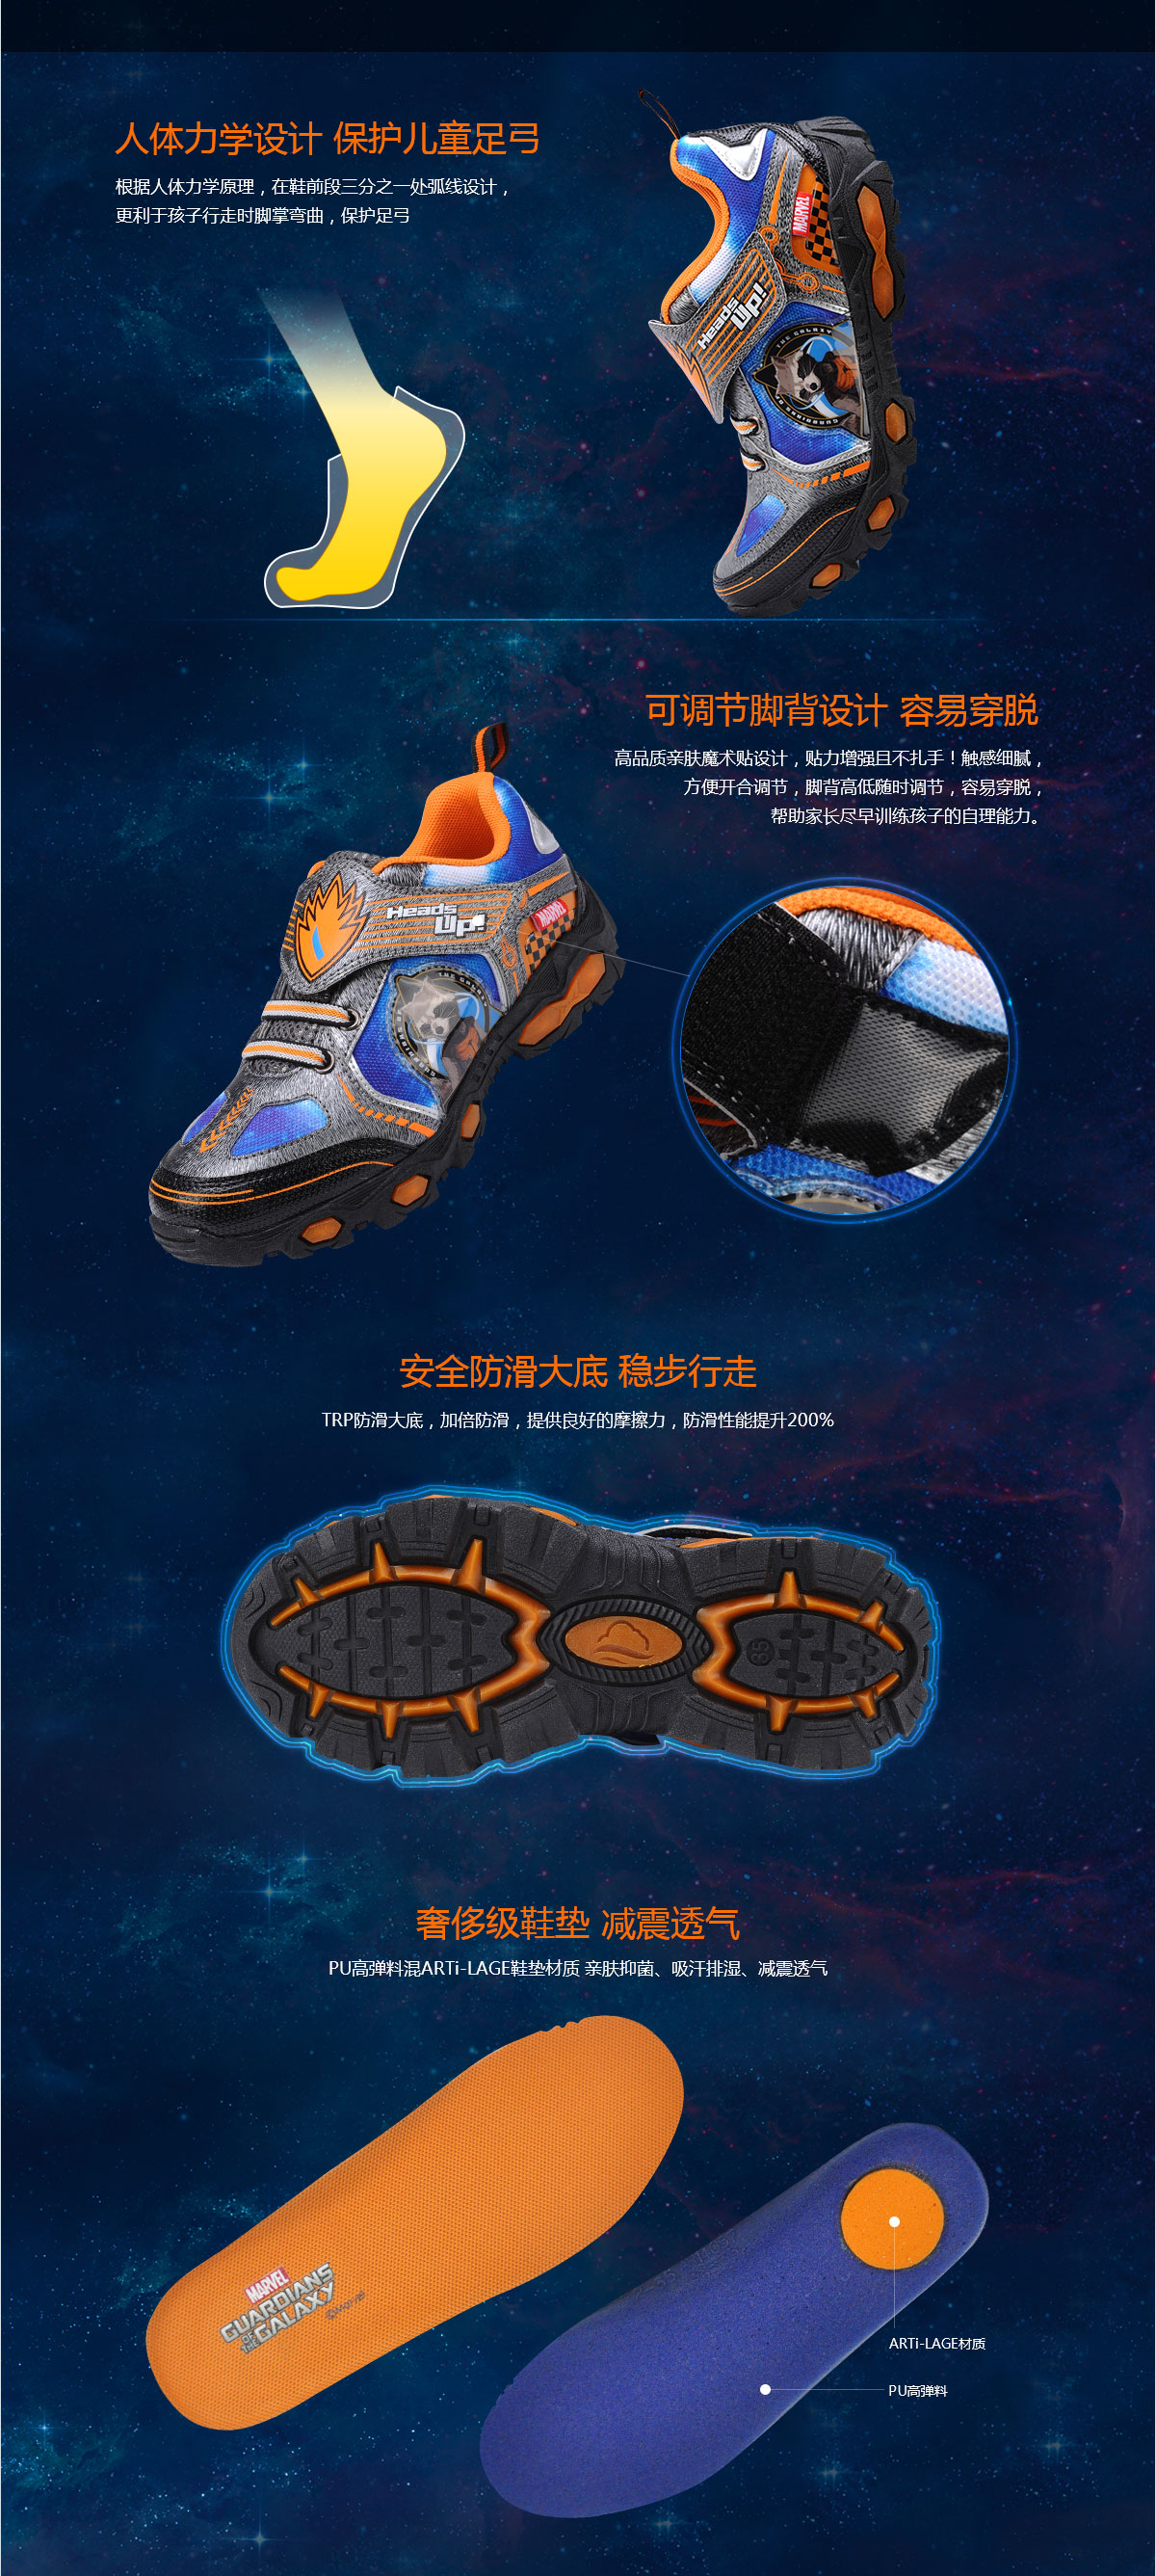 人体力学设计 保护儿童足弓
根据人体力学原理，在鞋前段三分之一处弧线设计，
更利于孩子行走时脚掌弯曲，保护足弓
MARVEL
Heads
Up!
THE GALAXY
可调节脚背设计 容易穿脱
高品质亲肤魔术贴设计，贴力增强且不扎手！触感细腻，
方便开合调节，脚背高低随时调节，容易穿脱，
帮助家长尽早训练孩子的自理能力。
Heads
Up!
MARVEL
安全防滑大底 稳步行走
TRP防滑大底，加倍防滑，提供良好的摩擦力，防滑性能提升200%
35
奢侈级鞋垫 减震透气
PU高弹料混ARTi-LAGE鞋垫材质 亲肤抑菌、吸汗排湿、减震透气
MARVEL
GUARDIANS
OF THE GALAXY
ARTi-LAGE材质
PU高弹料